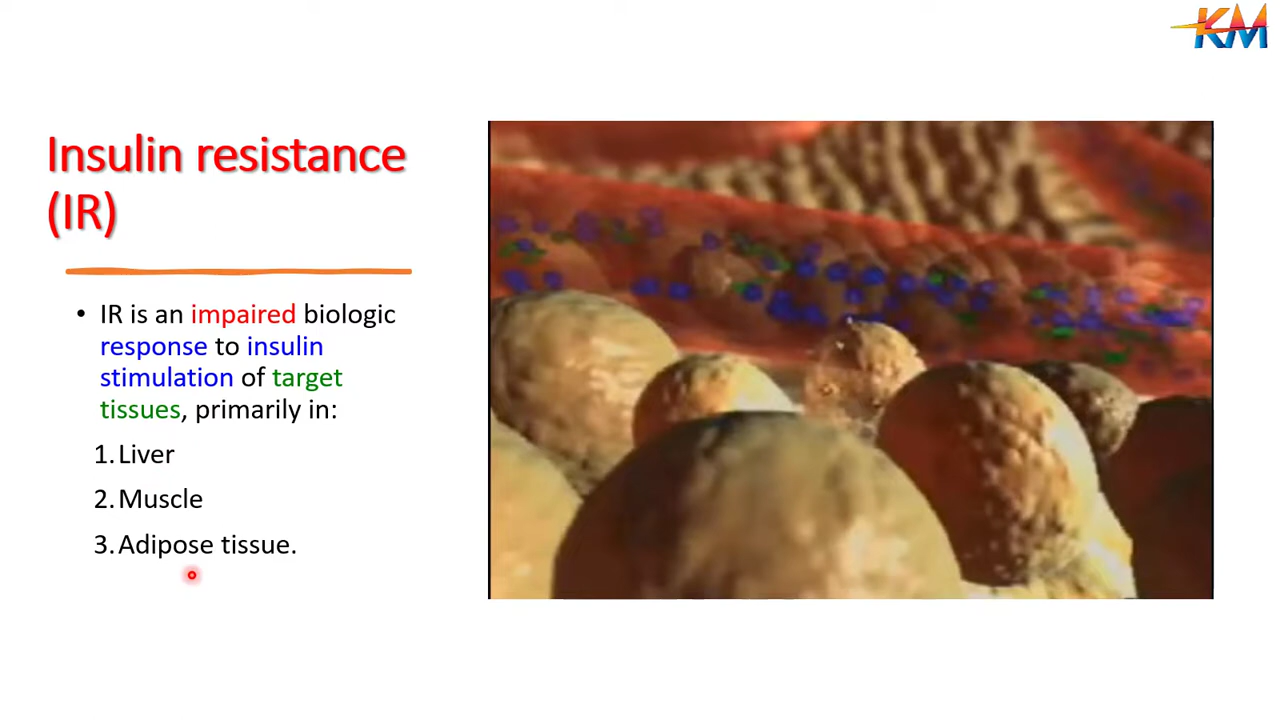 KM
Insulin resistance
(IR)
• IR is an impaired biologic
response to insulin
stimulation of target
tissues, primarily in:
1. Liver
2. Muscle
3. Adipose tissue.